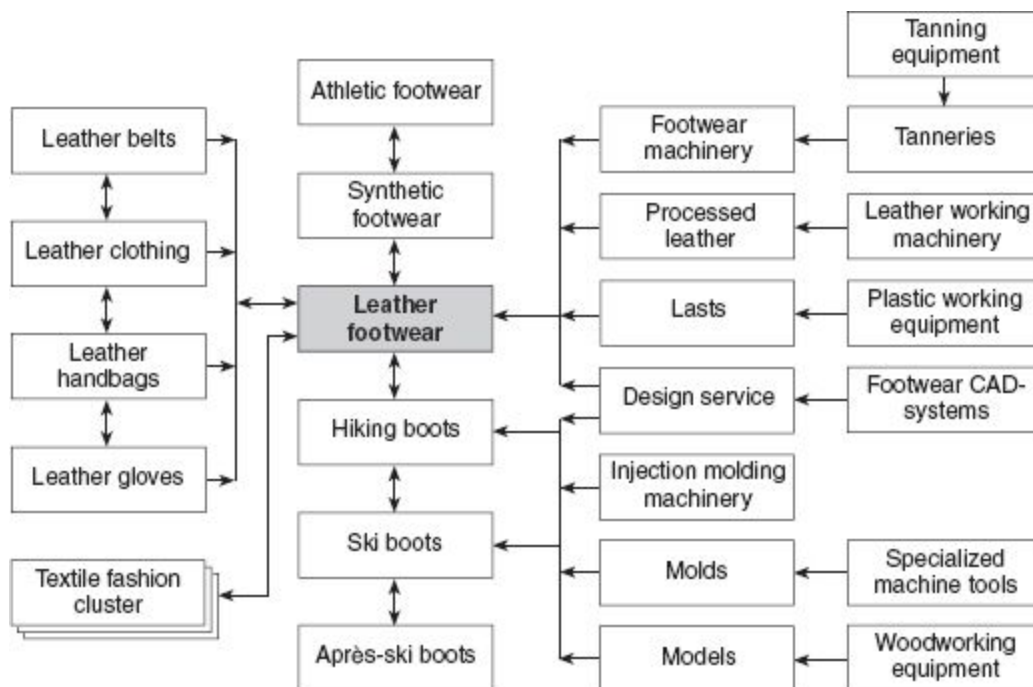 Tanning
equipment
Athletic footwear
Leather belts
Footwear
machinery
Tanneries
Synthetic
footwear
Processed
leather
Leather working
machinery
Leather clothing
Leather
footwear
Lasts
Plastic working
equipment
Leather
handbags
Design service
Footwear CAD-
systems
Hiking boots
Leather gloves
Injection molding
machinery
Ski boots
Textile fashion
cluster
Molds
Specialized
machine tools
Après-ski boots
Models
Woodworking
equipment